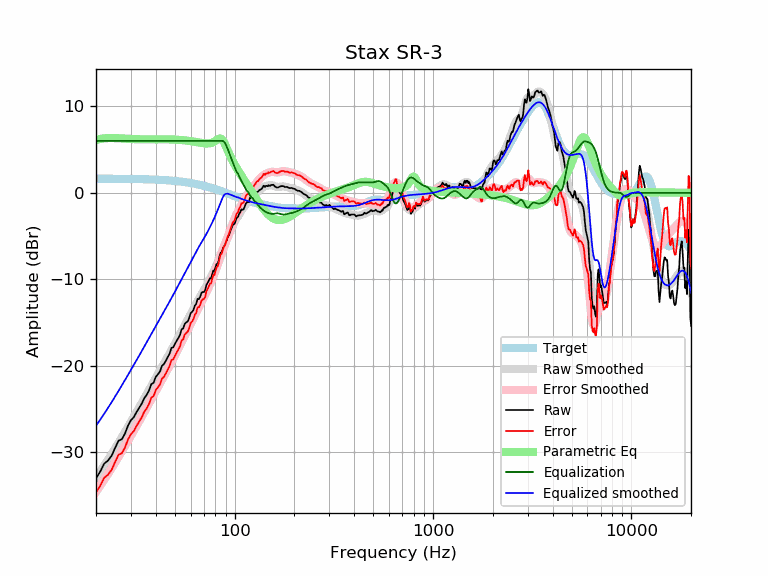 Stax SR-3
Amplitude (dBr)
10
0
−10
−20
−30
Target
Raw Smoothed
Error Smoothed
Raw
Error
Parametric Eq
Equalization
Equalized smoothed
100
1000
10000
Frequency (Hz)